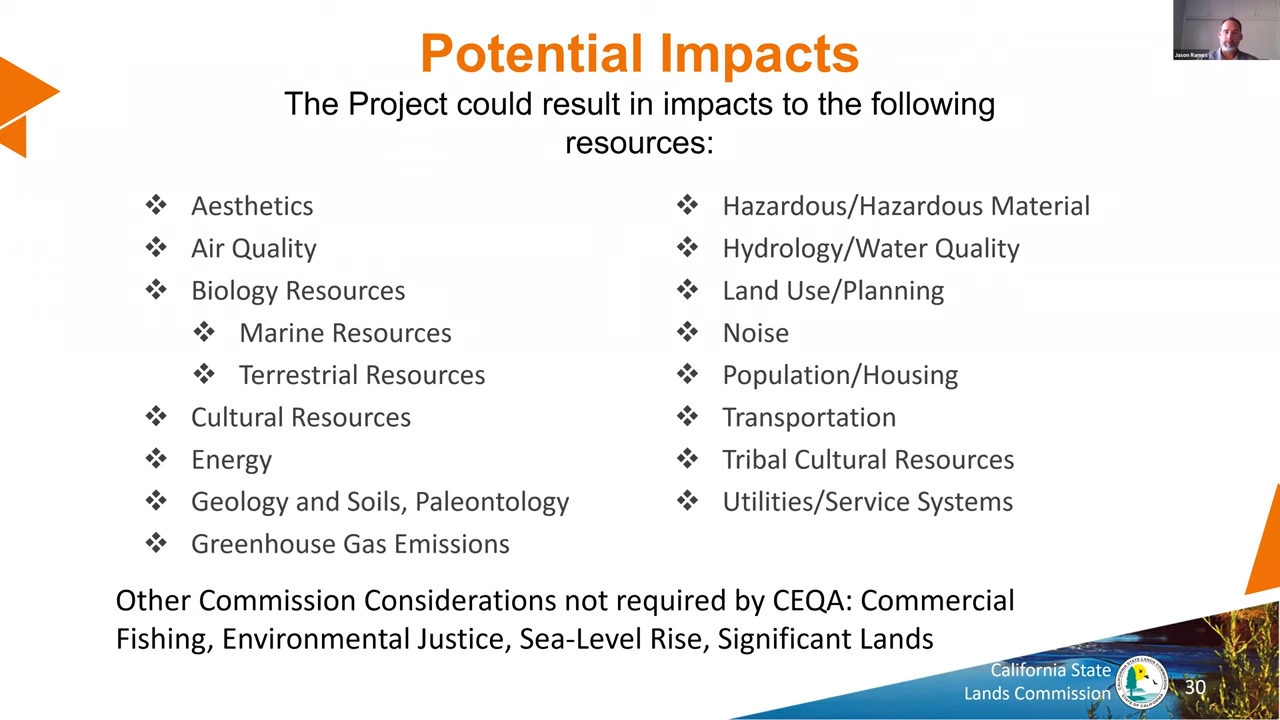 Potential Impacts
The Project could result in impacts to the following
resources:
Aesthetics
Air Quality
Biology Resources
Marine Resources
Terrestrial Resources
Cultural Resources
Energy
Geology and Soils, Paleontology
Greenhouse Gas Emissions
Hazardous/Hazardous Material
Hydrology/Water Quality
Land Use/Planning
Noise
Population/Housing
Transportation
Tribal Cultural Resources
Utilities/Service Systems
Other Commission Considerations not required by CEQA: Commercial
Fishing, Environmental Justice, Sea-Level Rise, Significant Lands
California State
Lands Commission
30
Jason Ramos